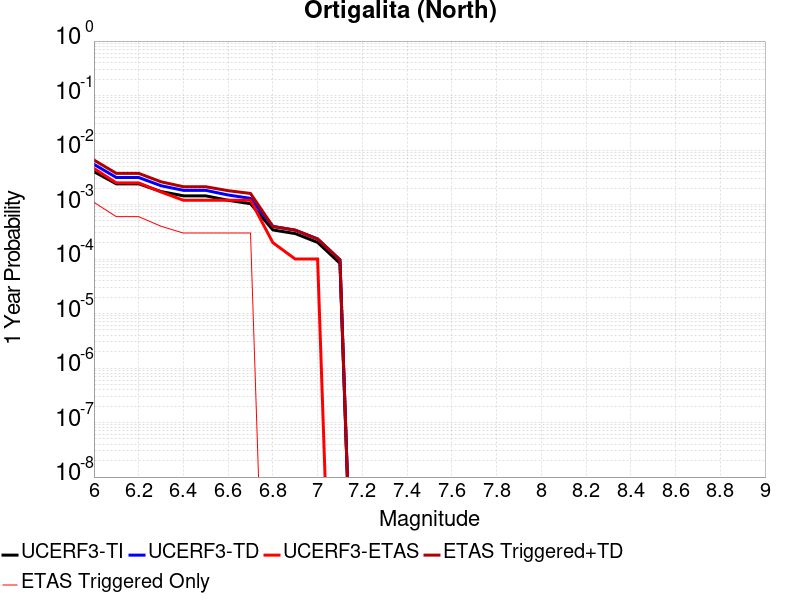 Ortigalita (North)
10^0
10^-1
10^-2
10^-3
10^-4
10^-5
10^-6
10^-7
10^-8
1 Year Probability
6 6.2 6.4 6.6 6.8 7 7.2 7.4 7.6 7.8 8 8.2 8.4 8.6 8.8 9
Magnitude
UCERF3-TI UCERF3-TD UCERF3-ETAS ETAS Triggered+TD
ETAS Triggered Only